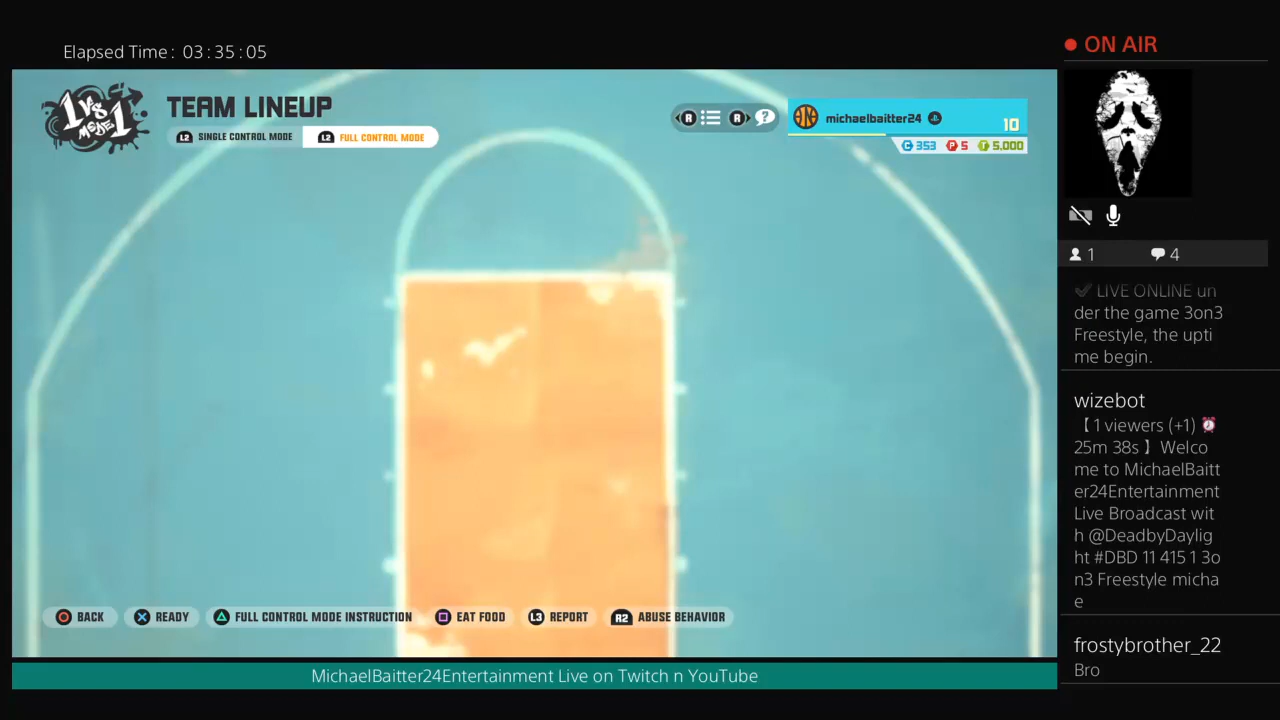 Elapsed Time: 03:35:05
ON AIR
1 vs 1 MODE
TEAM LINEUP
L2 SINGLE CONTROL MODE
L2 FULL CONTROL MODE
R
R ?
michaelbaitter24
10
C 353 P 5 T 5,000
1
4
LIVE ONLINE un
der the game 3on3
Freestyle, the upti
me begin.
wizebot
【1 viewers (+1) ⏰
25m 38s】Welco
me to MichaelBaitt
er24Entertainment
Live Broadcast wit
h @DeadbyDaylig
ht #DBD 11 415 1 3o
n3 Freestyle micha
e
frostybrother_22
Bro
BACK
READY
FULL CONTROL MODE INSTRUCTION
EAT FOOD
L3 REPORT
R2 ABUSE BEHAVIOR
MichaelBaitter24Entertainment Live on Twitch n YouTube